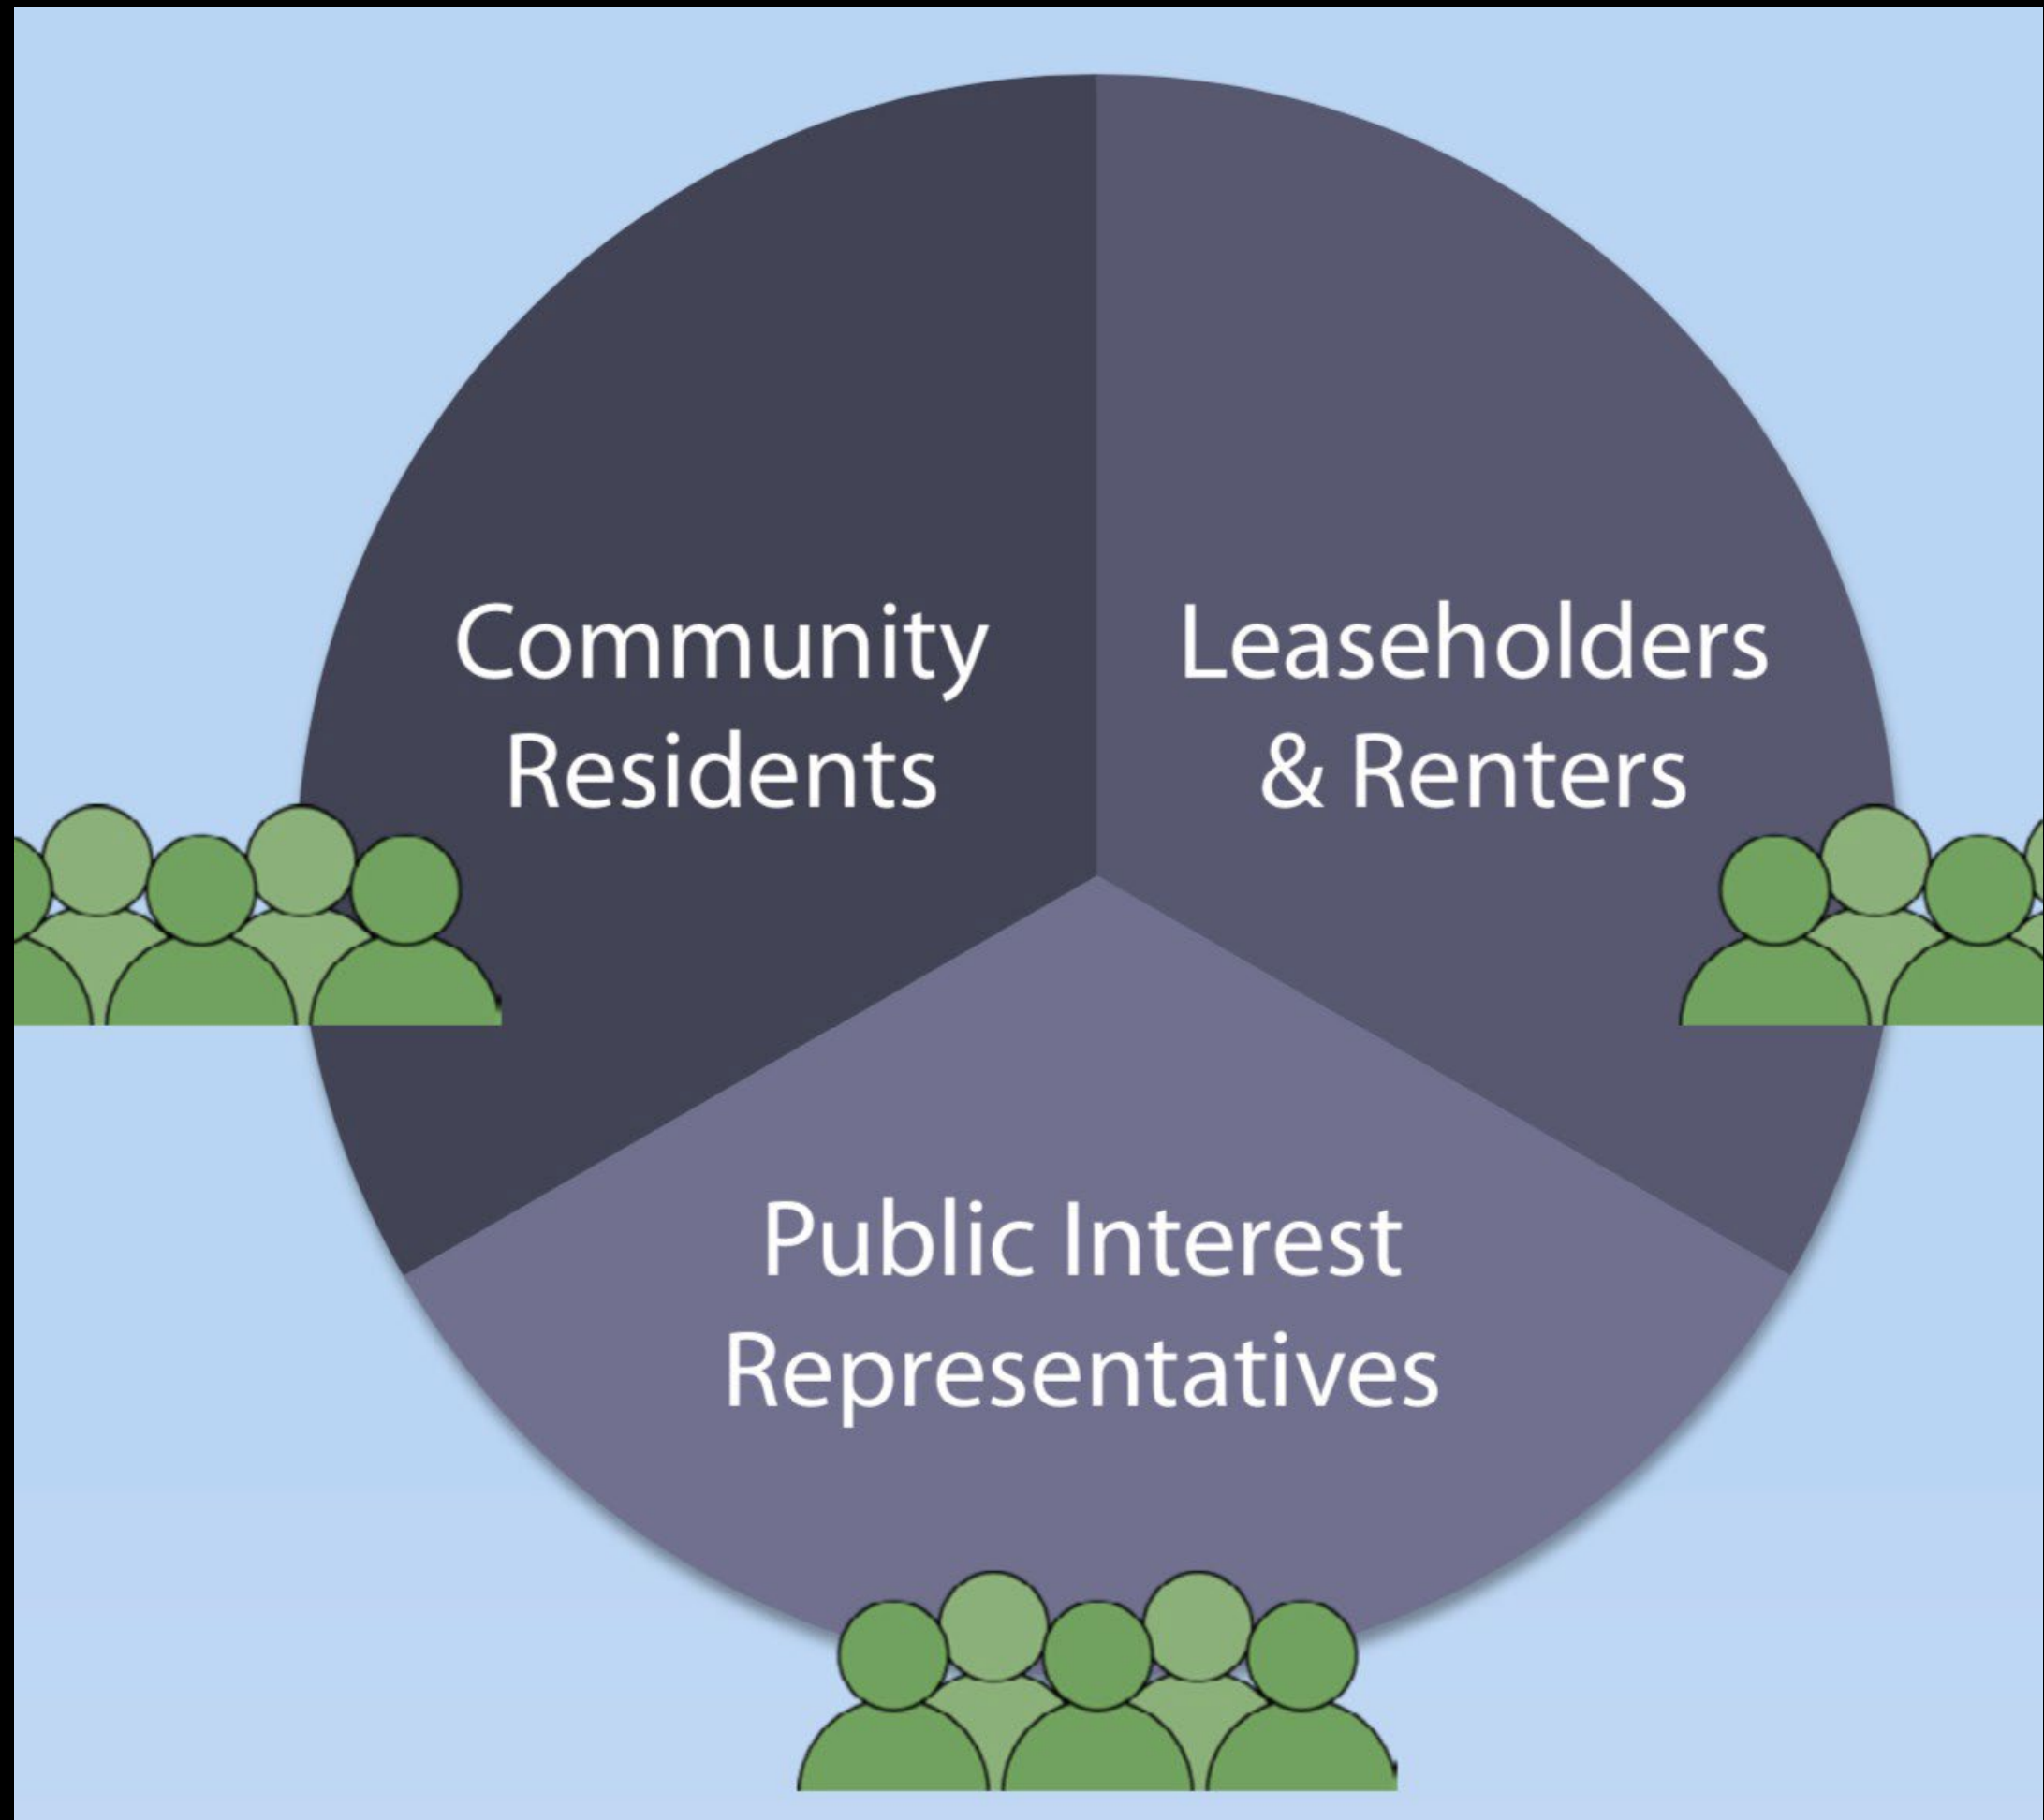 Community
Residents
Leaseholders
& Renters
Public Interest
Representatives